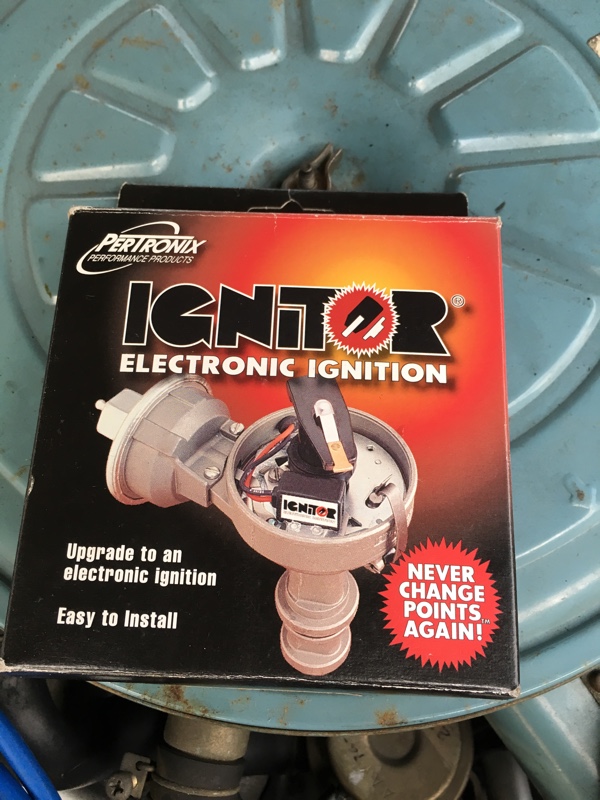 PERTRONIX
PERFORMANCE PRODUCTS
IGNITOR®
ELECTRONIC IGNITION
IGNITOR
Upgrade to an
electronic ignition
Easy to Install
NEVER
CHANGE
POINTS
AGAIN!™